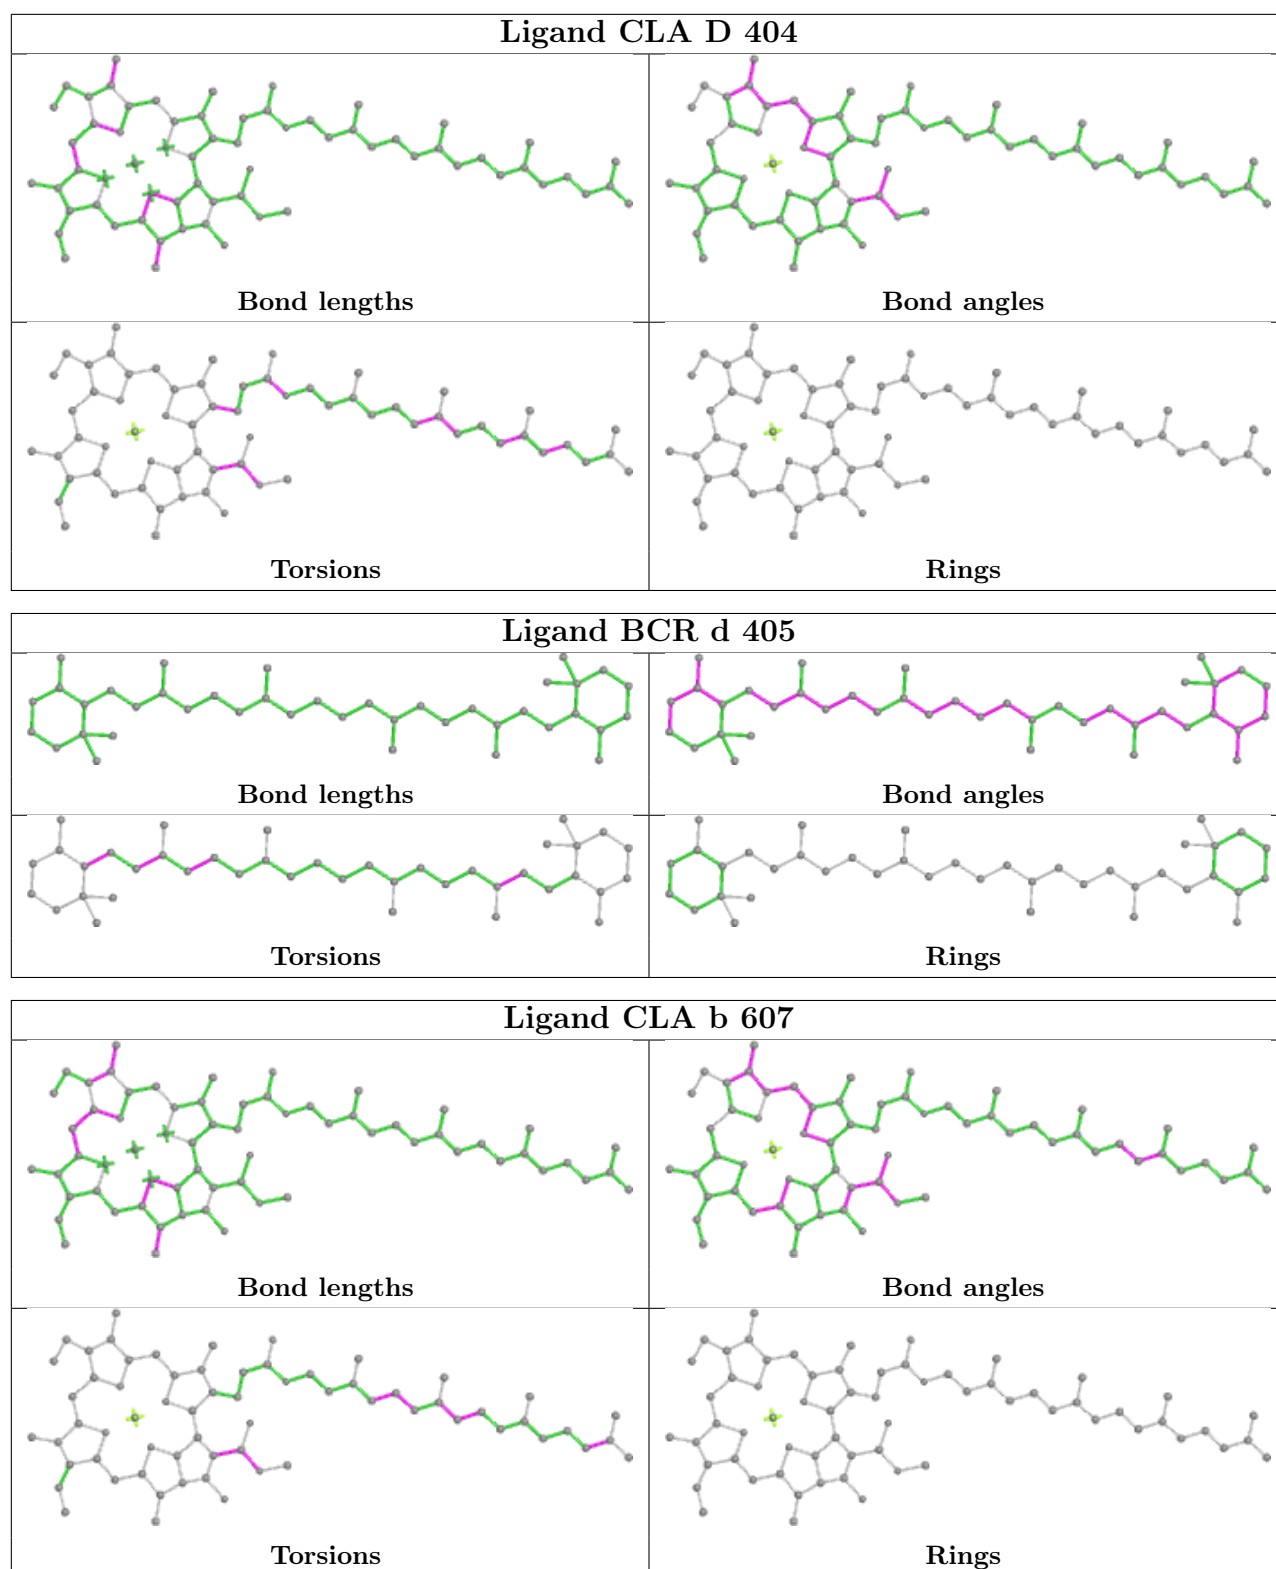 Ligand CLA D 404
Bond lengths
Bond angles
Torsions
Rings
Ligand BCR d 405
Bond lengths
Bond angles
Torsions
Rings
Ligand CLA b 607
Bond lengths
Bond angles
Torsions
Rings